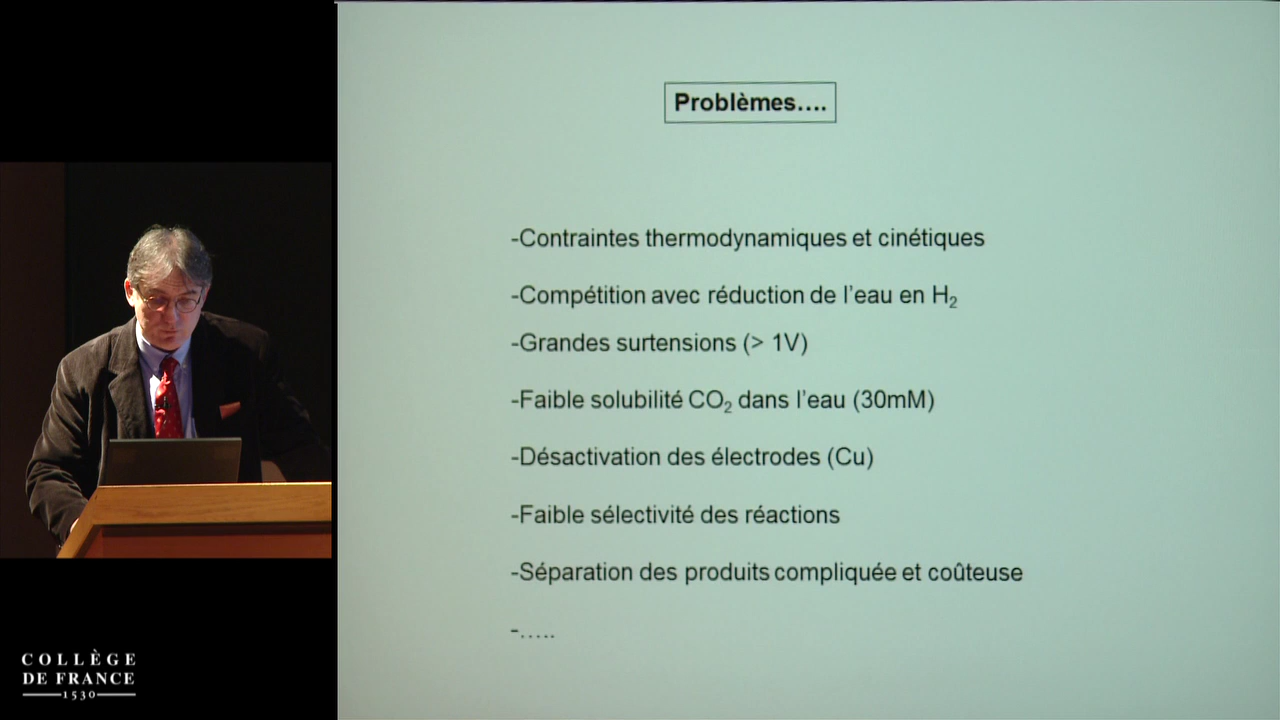 Problèmes....
-Contraintes thermodynamiques et cinétiques
-Compétition avec réduction de l'eau en H₂
-Grandes surtensions (> 1V)
-Faible solubilité CO₂ dans l'eau (30mM)
-Désactivation des électrodes (Cu)
-Faible sélectivité des réactions
-Séparation des produits compliquée et coûteuse
-.....
COLLÈGE
DE FRANCE
1530